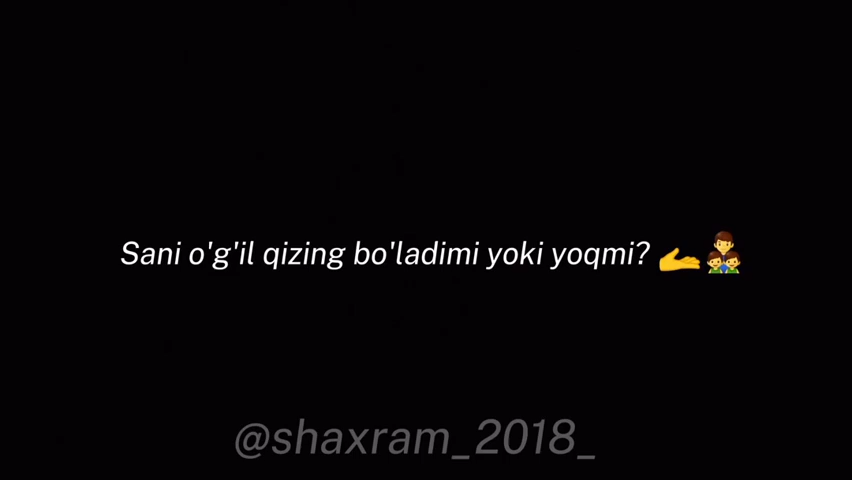 Sani o'g'il qizing bo'ladimi yoki yoqmi? 🫴👨‍👦‍👦
@shaxram_2018_